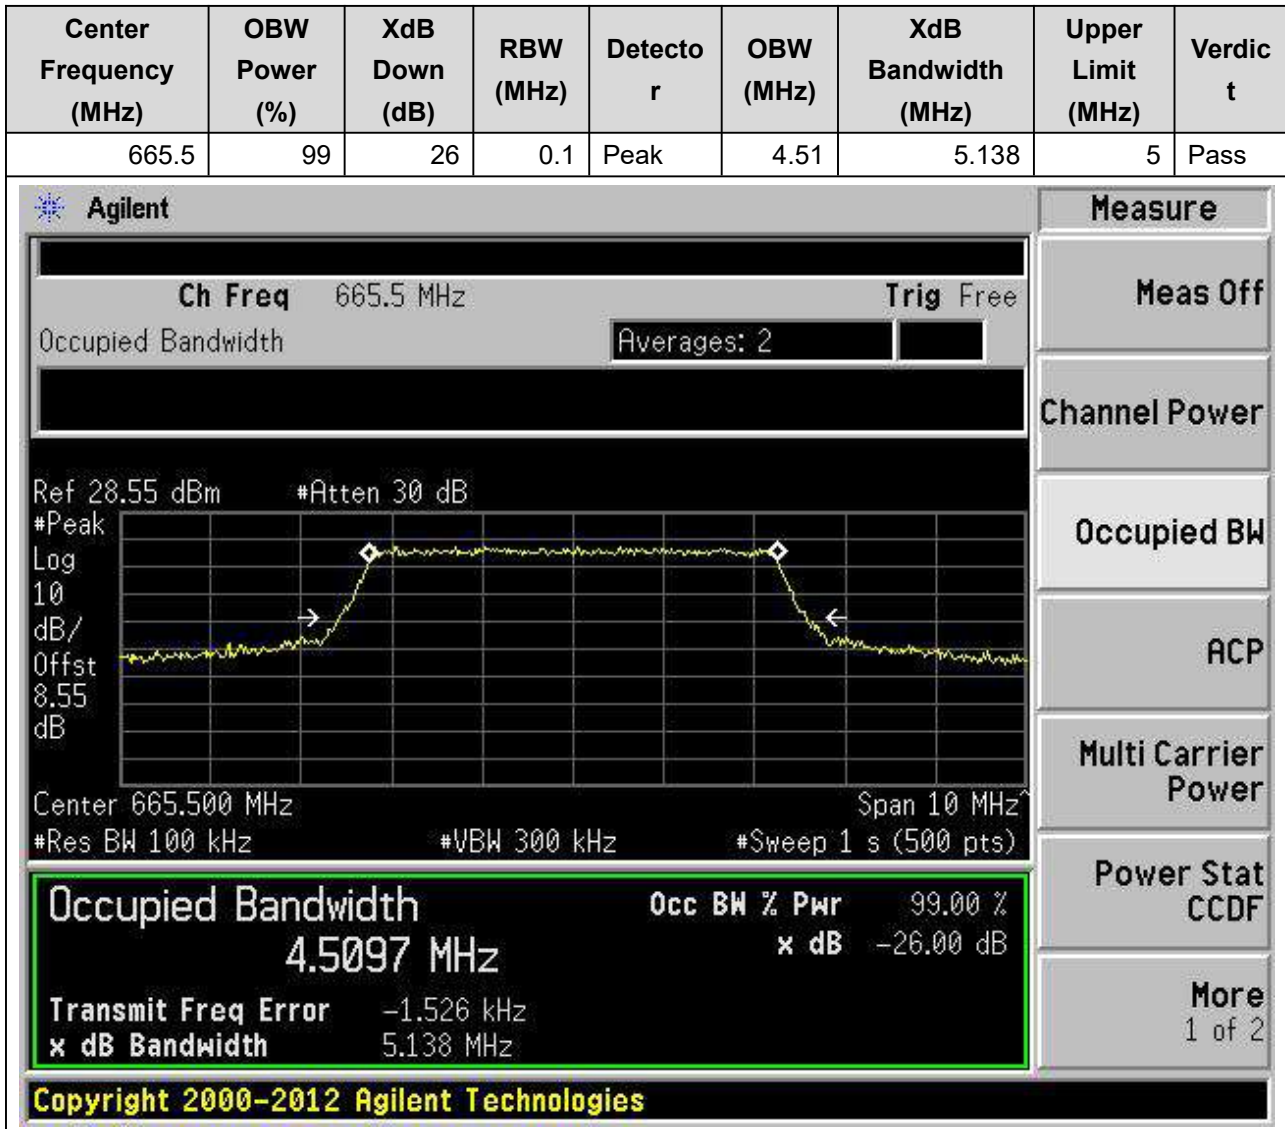 Center Frequency (MHz) OBW Power (%) XdB Down (dB) RBW (MHz) Detecto r OBW (MHz) XdB Bandwidth (MHz) Upper Limit (MHz) Verdic t
665.5 99 26 0.1 Peak 4.51 5.138 5 Pass
Agilent
Measure
Ch Freq 665.5 MHz Trig Free
Meas Off
Occupied Bandwidth Averages: 2
Channel Power
Ref 28.55 dBm #Atten 30 dB
#Peak
Log
10
dB/
Offst
8.55
dB
Occupied BW
ACP
Center 665.500 MHz Span 10 MHz^
#Res BW 100 kHz #VBW 300 kHz #Sweep 1 s (500 pts)
Multi Carrier
Power
Occupied Bandwidth Occ BW % Pwr 99.00 %
4.5097 MHz x dB -26.00 dB
Power Stat
CCDF
Transmit Freq Error -1.526 kHz
x dB Bandwidth 5.138 MHz
More
1 of 2
Copyright 2000-2012 Agilent Technologies